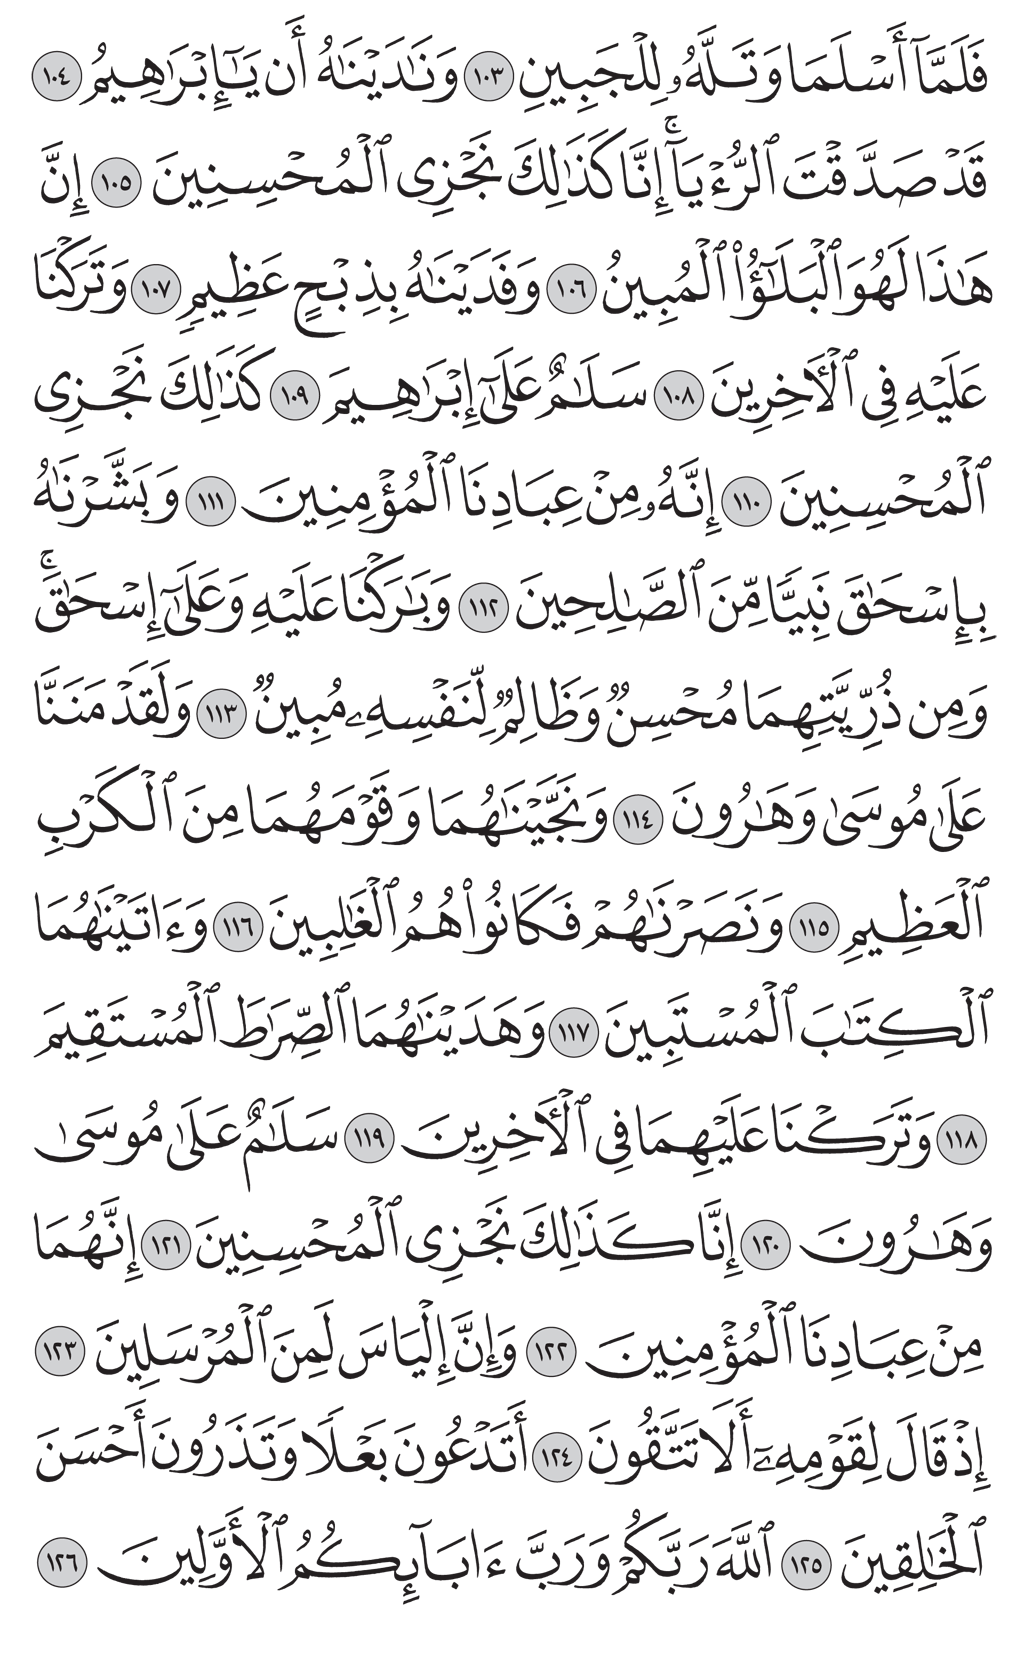 فَلَمَّآ أَسْلَمَا وَتَلَّهُۥ لِلْجَبِينِ ١٠٣ وَنَٰدَيْنَٰهُ أَن يَٰٓإِبْرَٰهِيمُ ١٠٤
قَدْ صَدَّقْتَ ٱلرُّءْيَآۚ إِنَّا كَذَٰلِكَ نَجْزِى ٱلْمُحْسِنِينَ ١٠٥ إِنَّ
هَٰذَا لَهُوَ ٱلْبَلَٰٓؤُا۟ ٱلْمُبِينُ ١٠٦ وَفَدَيْنَٰهُ بِذِبْحٍ عَظِيمٍ ١٠٧ وَتَرَكْنَا
عَلَيْهِ فِى ٱلْأَخِرِينَ ١٠٨ سَلَٰمٌ عَلَىٰٓ إِبْرَٰهِيمَ ١٠٩ كَذَٰلِكَ نَجْزِى
ٱلْمُحْسِنِينَ ١١٠ إِنَّهُۥ مِنْ عِبَادِنَا ٱلْمُؤْمِنِينَ ١١١ وَبَشَّرْنَٰهُ
بِإِسْحَٰقَ نَبِيًّا مِّنَ ٱلصَّٰلِحِينَ ١١٢ وَبَٰرَكْنَا عَلَيْهِ وَعَلَىٰٓ إِسْحَٰقَۚ
وَمِن ذُرِّيَّتِهِمَا مُحْسِنٌ وَظَالِمٌ لِّنَفْسِهِۦ مُبِينٌ ١١٣ وَلَقَدْ مَنَنَّا
عَلَىٰ مُوسَىٰ وَهَٰرُونَ ١١٤ وَنَجَّيْنَٰهُمَا وَقَوْمَهُمَا مِنَ ٱلْكَرْبِ
ٱلْعَظِيمِ ١١٥ وَنَصَرْنَٰهُمْ فَكَانُوا۟ هُمُ ٱلْغَٰلِبِينَ ١١٦ وَءَاتَيْنَٰهُمَا
ٱلْكِتَٰبَ ٱلْمُسْتَبِينَ ١١٧ وَهَدَيْنَٰهُمَا ٱلصِّرَٰطَ ٱلْمُسْتَقِيمَ
١١٨ وَتَرَكْنَا عَلَيْهِمَا فِى ٱلْأَخِرِينَ ١١٩ سَلَٰمٌ عَلَىٰ مُوسَىٰ
وَهَٰرُونَ ١٢٠ إِنَّا كَذَٰلِكَ نَجْزِى ٱلْمُحْسِنِينَ ١٢١ إِنَّهُمَا
مِنْ عِبَادِنَا ٱلْمُؤْمِنِينَ ١٢٢ وَإِنَّ إِلْيَاسَ لَمِنَ ٱلْمُرْسَلِينَ ١٢٣
إِذْ قَالَ لِقَوْمِهِۦٓ أَلَا تَتَّقُونَ ١٢٤ أَتَدْعُونَ بَعْلًا وَتَذَرُونَ أَحْسَنَ
ٱلْخَٰلِقِينَ ١٢٥ ٱللَّهَ رَبَّكُمْ وَرَبَّ ءَابَآئِكُمُ ٱلْأَوَّلِينَ ١٢٦